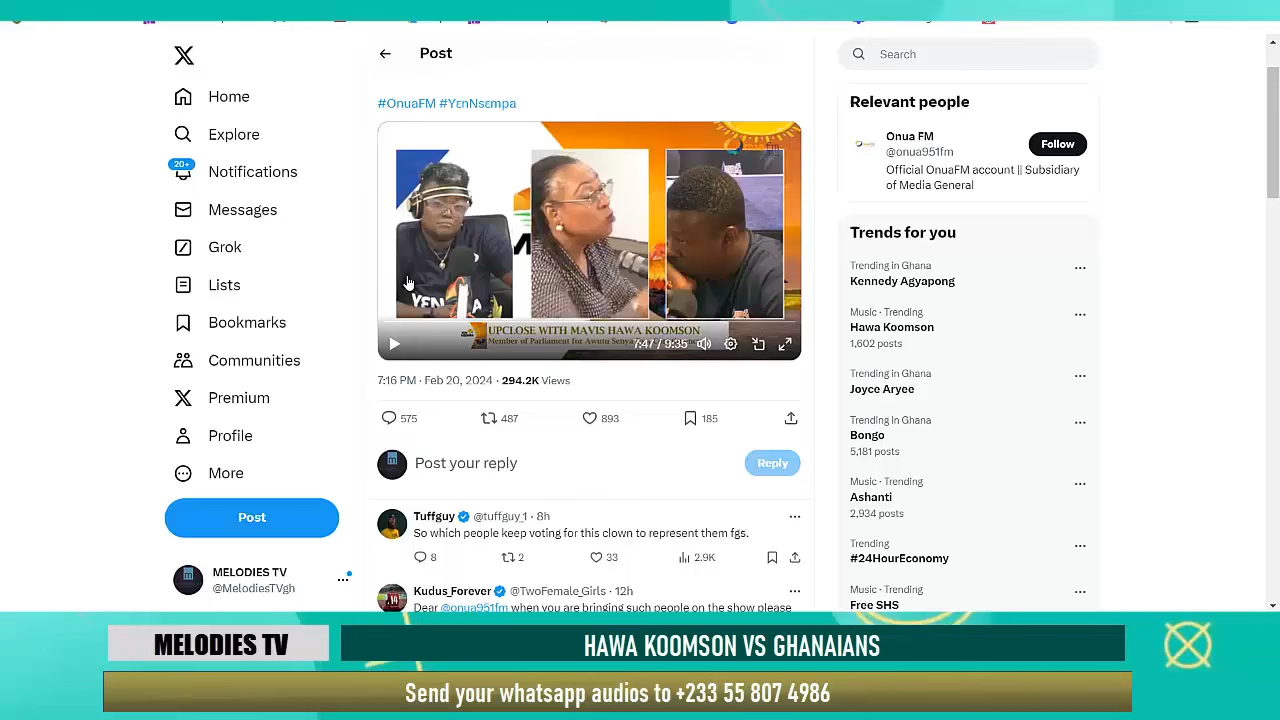 Post
Search
Home
Explore
20+
Notifications
Messages
Grok
Lists
Bookmarks
Communities
Premium
Profile
More
Post
MELODIES TV
@MelodiesTVgh
#OnuaFM #YɛnNsɛmpa
UPCLOSE WITH MAVIS HAWA KOOMSON
Member of Parliament for Awutu Senya
7:47 / 9:35
7:16 PM · Feb 20, 2024 · 294.2K Views
575 487 893 185
Post your reply
Reply
Tuffguy @tuffguy_1 · 8h
So which people keep voting for this clown to represent them fgs.
8 2 33 2.9K
Kudus_Forever @TwoFemale_Girls · 12h
Dear @onua951fm when you are bringing such people on the show please
Relevant people
Onua FM
@onua951fm
Follow
Official OnuaFM account || Subsidiary
of Media General
Trends for you
Trending in Ghana
Kennedy Agyapong
Music · Trending
Hawa Koomson
1,602 posts
Trending in Ghana
Joyce Aryee
Trending in Ghana
Bongo
5,181 posts
Music · Trending
Ashanti
2,934 posts
Trending
#24HourEconomy
Music · Trending
Free SHS
MELODIES TV
HAWA KOOMSON VS GHANAIANS
Send your whatsapp audios to +233 55 807 4986